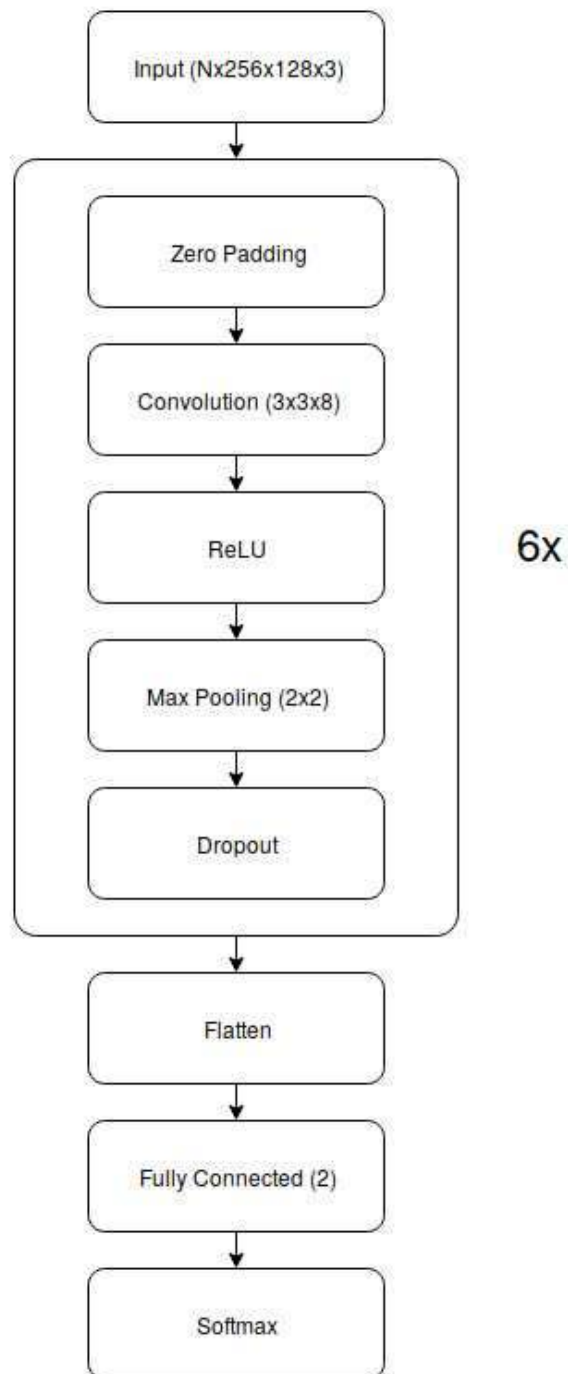 Input (Nx256x128x3)
Zero Padding
Convolution (3x3x8)
ReLU
6x
Max Pooling (2x2)
Dropout
Flatten
Fully Connected (2)
Softmax